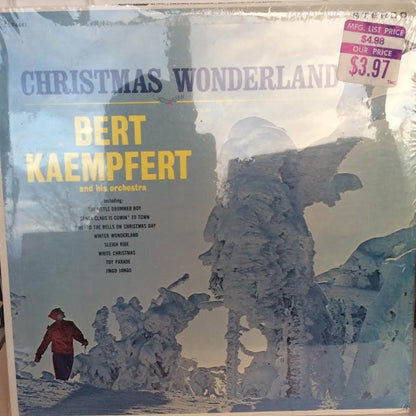 STEREO
MFG. LIST PRICE
$4.98
OUR PRICE
$3.97
CHRISTMAS WONDERLAND
BERT
KAEMPFERT
and his orchestra
including:
THE LITTLE DRUMMER BOY
SANTA CLAUS IS COMIN' TO TOWN
HEED THE BELLS ON CHRISTMAS DAY
WINTER WONDERLAND
SLEIGH RIDE
WHITE CHRISTMAS
TOY PARADE
JINGO JANGO